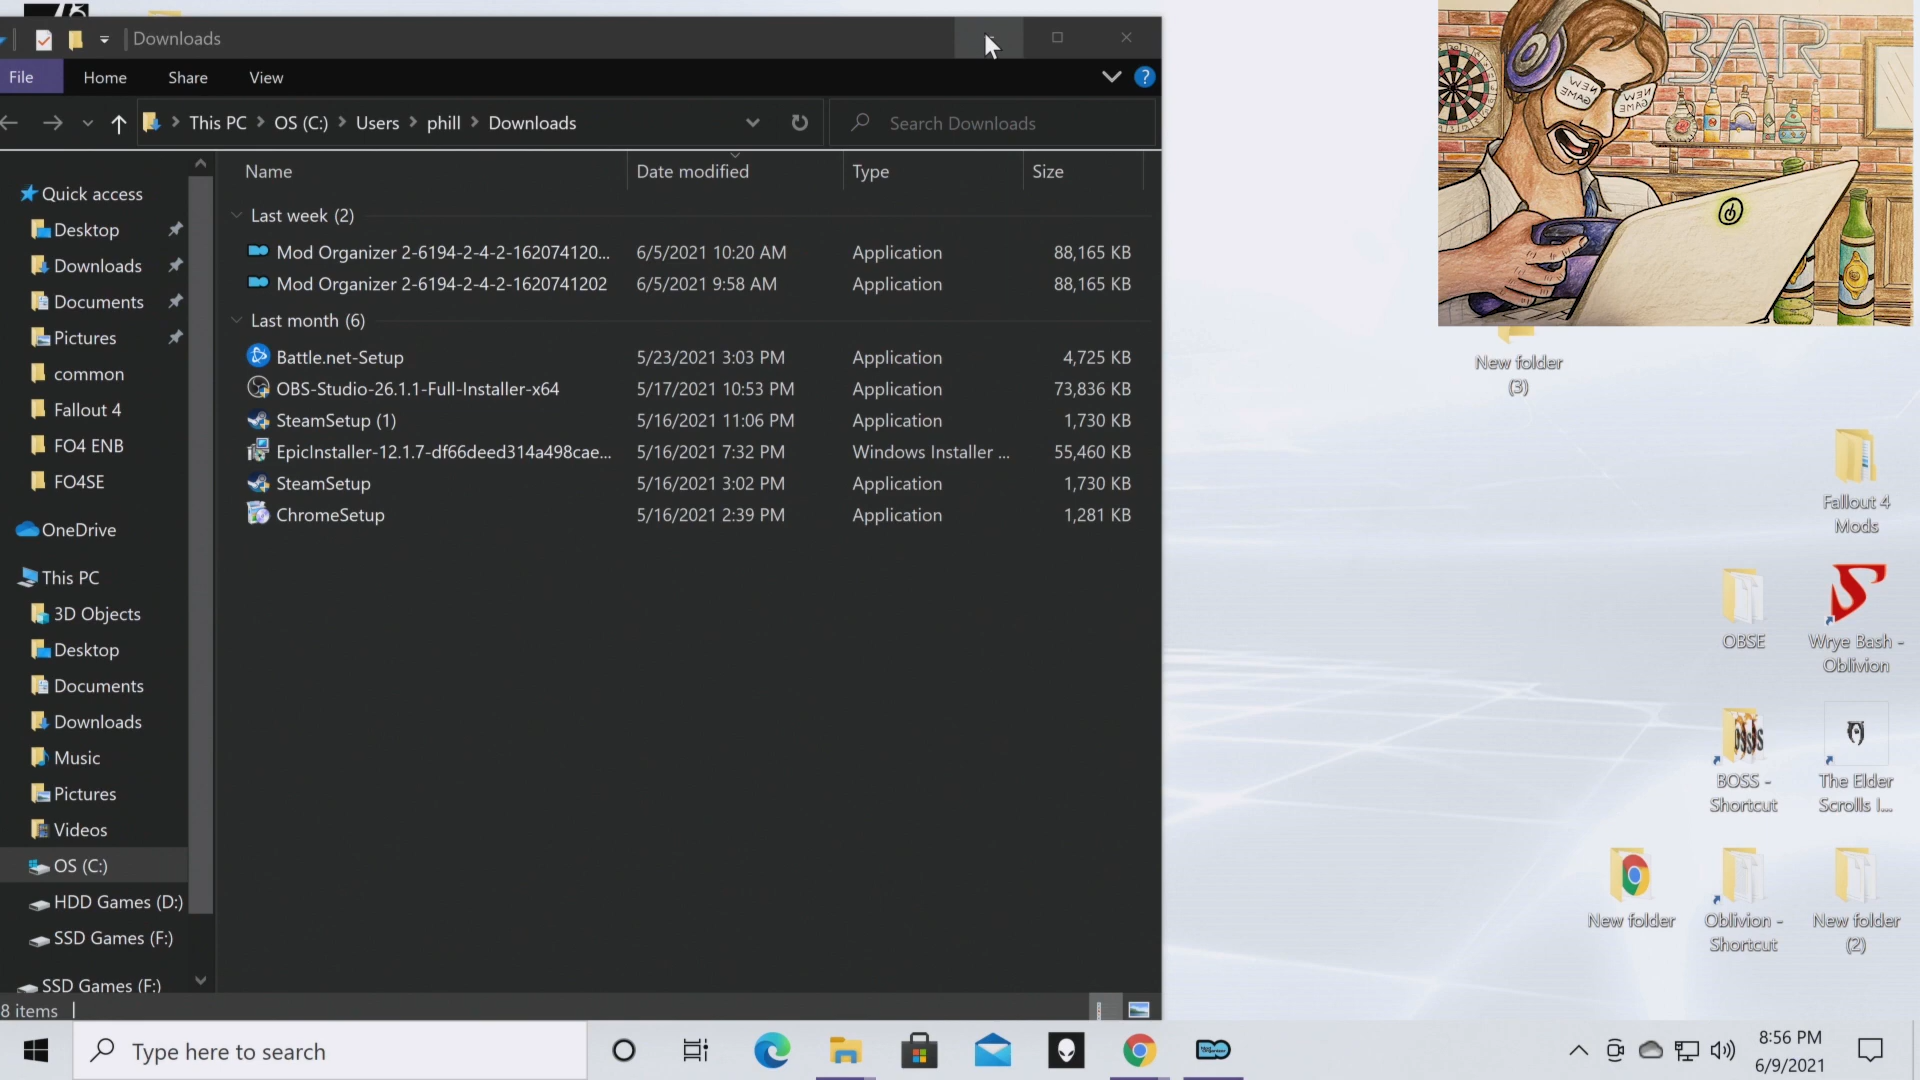 Downloads
File Home Share View
This PC OS (C:) Users phill Downloads
Search Downloads
Name Date modified Type Size
Last week (2)
Mod Organizer 2-6194-2-4-2-162074120... 6/5/2021 10:20 AM Application 88,165 KB
Mod Organizer 2-6194-2-4-2-1620741202 6/5/2021 9:58 AM Application 88,165 KB
Last month (6)
Battle.net-Setup 5/23/2021 3:03 PM Application 4,725 KB
OBS-Studio-26.1.1-Full-Installer-x64 5/17/2021 10:53 PM Application 73,836 KB
SteamSetup (1) 5/16/2021 11:06 PM Application 1,730 KB
EpicInstaller-12.1.7-df66deed314a498cae... 5/16/2021 7:32 PM Windows Installer ... 55,460 KB
SteamSetup 5/16/2021 3:02 PM Application 1,730 KB
ChromeSetup 5/16/2021 2:39 PM Application 1,281 KB
Quick access
Desktop
Downloads
Documents
Pictures
common
Fallout 4
FO4 ENB
FO4SE
OneDrive
This PC
3D Objects
Desktop
Documents
Downloads
Music
Pictures
Videos
OS (C:)
HDD Games (D:)
SSD Games (F:)
SSD Games (F:)
8 items
BAR
NEW GAME
NEW GAME
New folder
(3)
Fallout 4
Mods
OBSE
Wrye Bash -
Oblivion
BOSS -
Shortcut
The Elder
Scrolls I...
New folder
Oblivion -
Shortcut
New folder
(2)
Type here to search
8:56 PM
6/9/2021